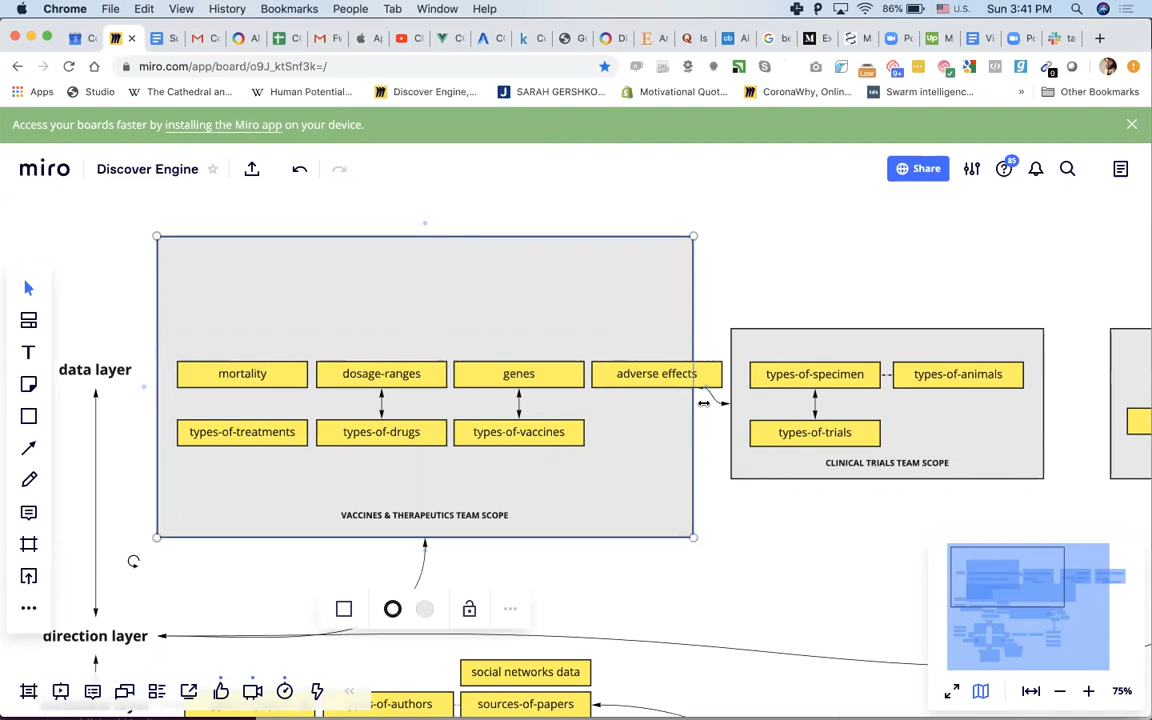 Chrome File Edit View History Bookmarks People Tab Window Help 86% U.S. Sun 3:41 PM
miro.com/app/board/o9J_ktSnf3k=/
Apps Studio The Cathedral an... Human Potential... Discover Engine,... SARAH GERSHKO... Motivational Quot... CoronaWhy, Onlin... Swarm intelligenc... » Other Bookmarks
Access your boards faster by installing the Miro app on your device.
miro Discover Engine Share 85
data layer
mortality dosage-ranges genes adverse effects
types-of-treatments types-of-drugs types-of-vaccines
VACCINES & THERAPEUTICS TEAM SCOPE
types-of-specimen types-of-animals
types-of-trials
CLINICAL TRIALS TEAM SCOPE
direction layer
social networks data
s-of-authors sources-of-papers
75%